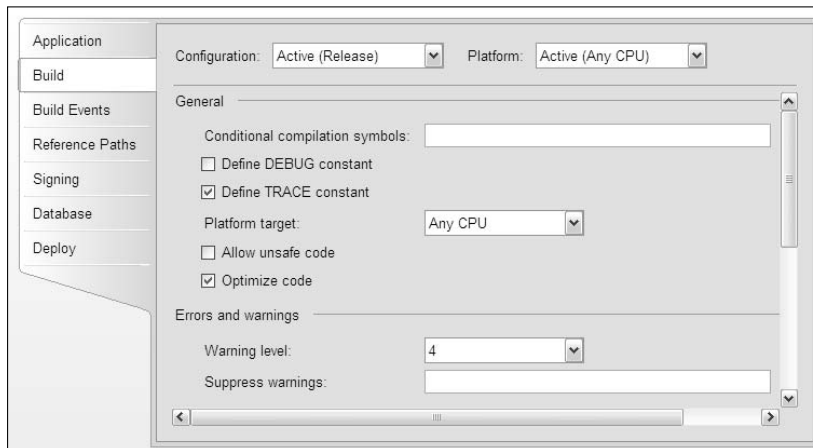 Application
Build
Build Events
Reference Paths
Signing
Database
Deploy
Configuration: Active (Release) Platform: Active (Any CPU)
General
Conditional compilation symbols:
Define DEBUG constant
Define TRACE constant
Platform target: Any CPU
Allow unsafe code
Optimize code
Errors and warnings
Warning level: 4
Suppress warnings: